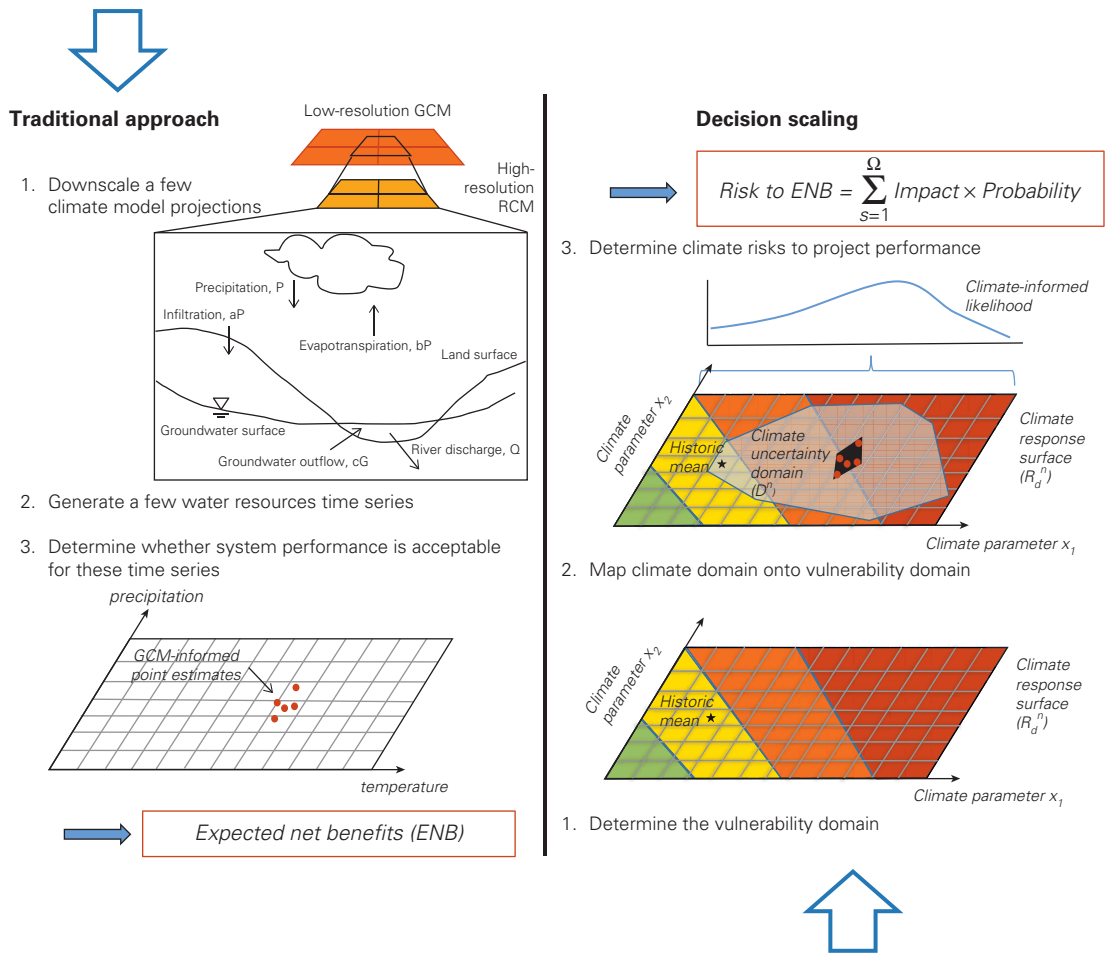 Traditional approach
Low-resolution GCM
High-
resolution
RCM
1. Downscale a few
climate model projections
Precipitation, P
Infiltration, aP
Evapotranspiration, bP
Land surface
Groundwater surface
River discharge, Q
Groundwater outflow, cG
2. Generate a few water resources time series
3. Determine whether system performance is acceptable
for these time series
precipitation
GCM-informed
point estimates
temperature
Expected net benefits (ENB)
Decision scaling
Risk to ENB = Ω ∑ s=1 Impact × Probability
3. Determine climate risks to project performance
Climate-informed
likelihood
Climate
parameter x₂
Historic
mean ★
Climate
uncertainty
domain
(Dⁿ)
Climate
response
surface
(R_dⁿ)
Climate parameter x₁
2. Map climate domain onto vulnerability domain
Climate
parameter x₂
Historic
mean ★
Climate
response
surface
(R_dⁿ)
Climate parameter x₁
1. Determine the vulnerability domain